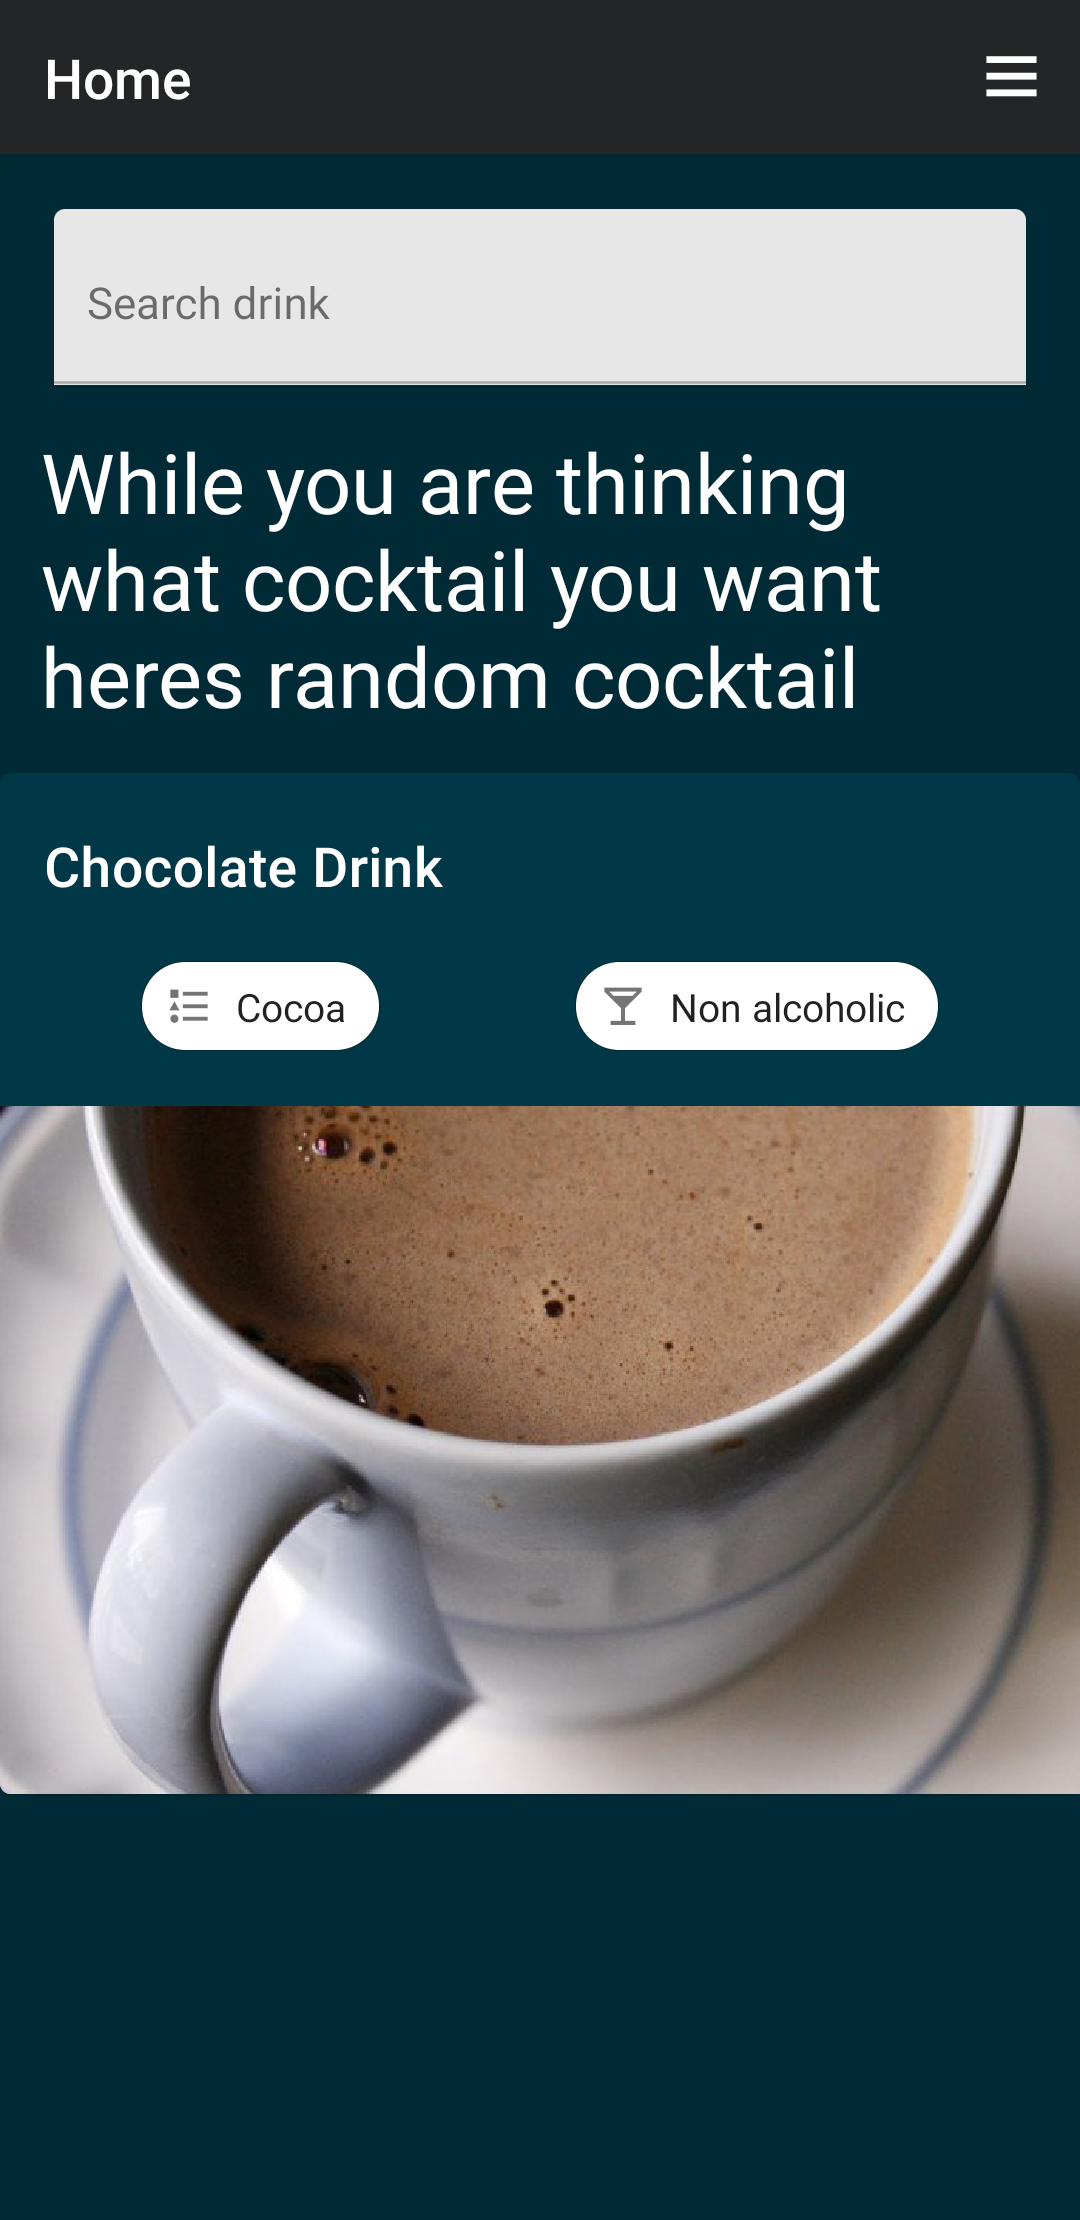 Home
Search drink
While you are thinking
what cocktail you want
heres random cocktail
Chocolate Drink
Cocoa
Non alcoholic